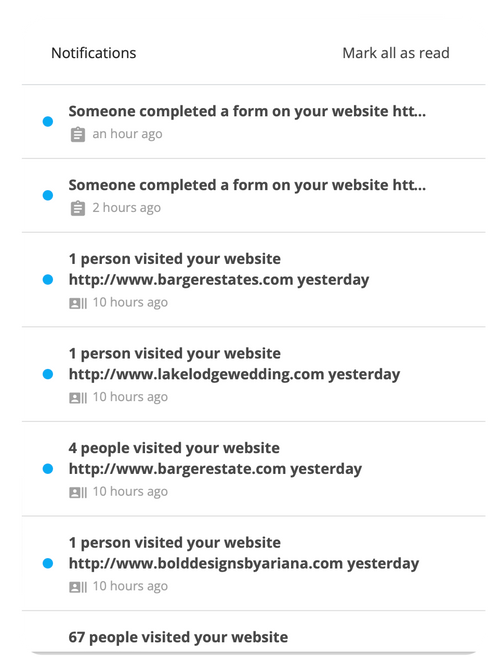 Notifications
Mark all as read
Someone completed a form on your website htt...
an hour ago
Someone completed a form on your website htt...
2 hours ago
1 person visited your website
http://www.bargerestates.com yesterday
10 hours ago
1 person visited your website
http://www.lakelodgewedding.com yesterday
10 hours ago
4 people visited your website
http://www.bargerestate.com yesterday
10 hours ago
1 person visited your website
http://www.bolddesignsbyariana.com yesterday
10 hours ago
67 people visited your website